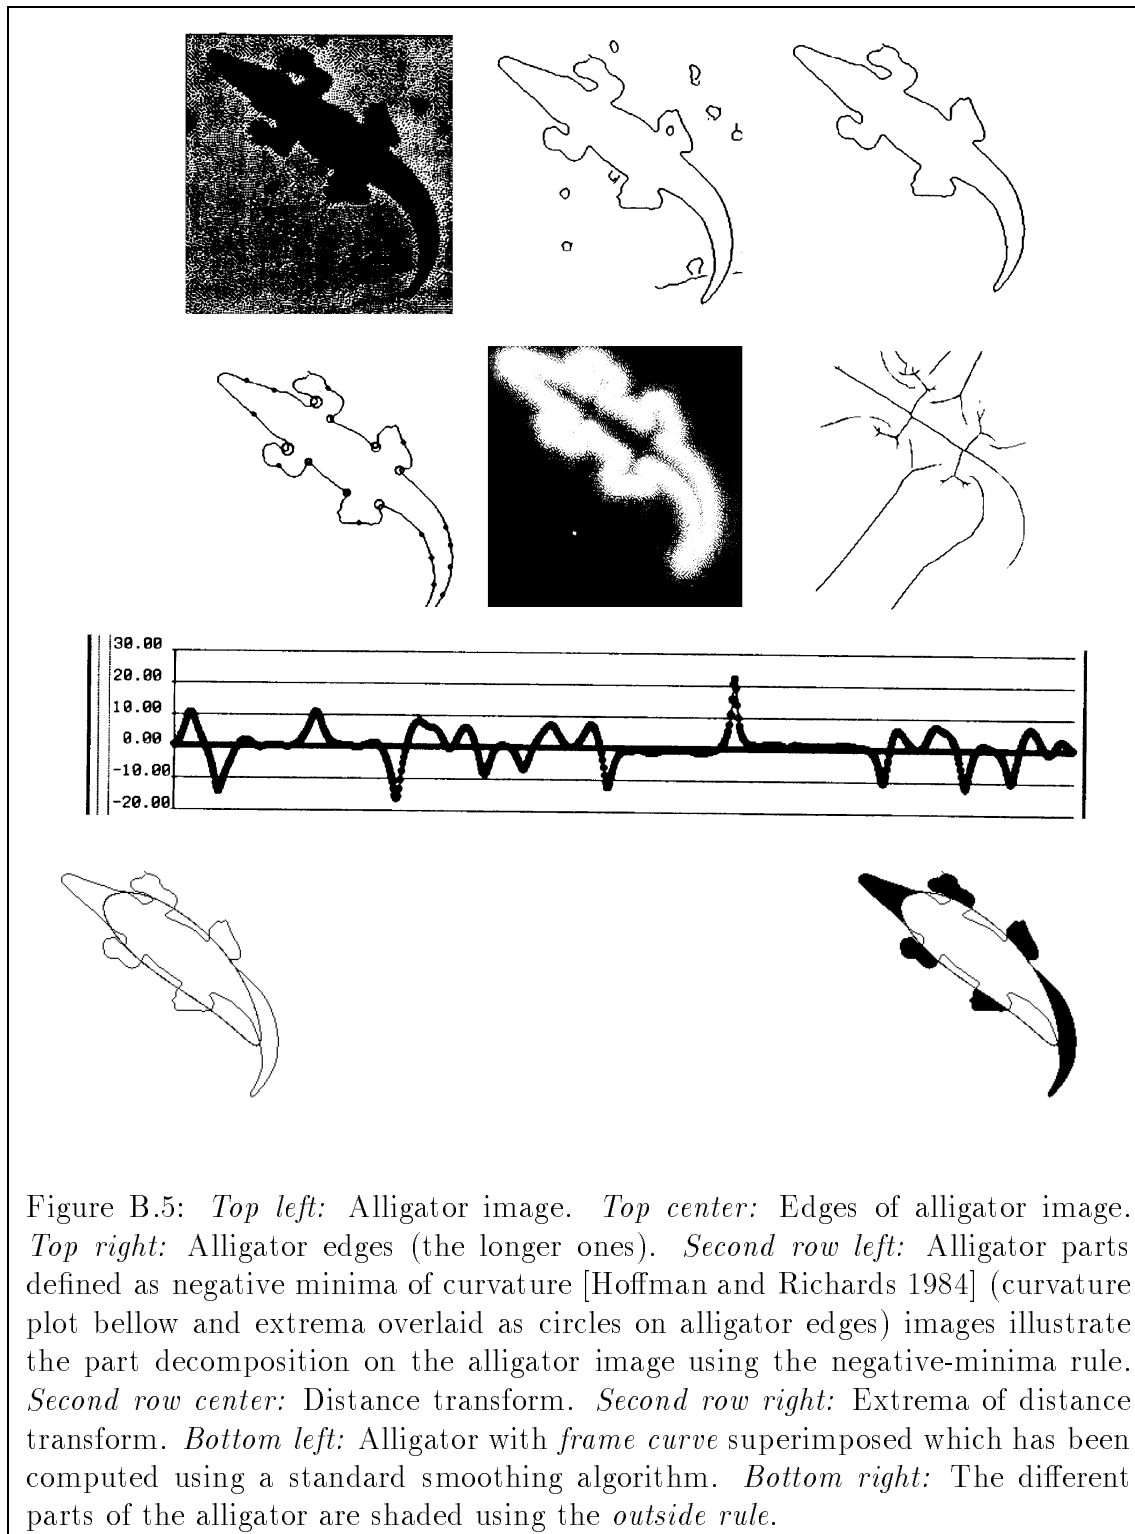 30.00
20.00
10.00
0.00
-10.00
-20.00
Figure B.5: Top left: Alligator image. Top center: Edges of alligator image.
Top right: Alligator edges (the longer ones). Second row left: Alligator parts
defined as negative minima of curvature [Hoffman and Richards 1984] (curvature
plot bellow and extrema overlaid as circles on alligator edges) images illustrate
the part decomposition on the alligator image using the negative-minima rule.
Second row center: Distance transform. Second row right: Extrema of distance
transform. Bottom left: Alligator with frame curve superimposed which has been
computed using a standard smoothing algorithm. Bottom right: The different
parts of the alligator are shaded using the outside rule.